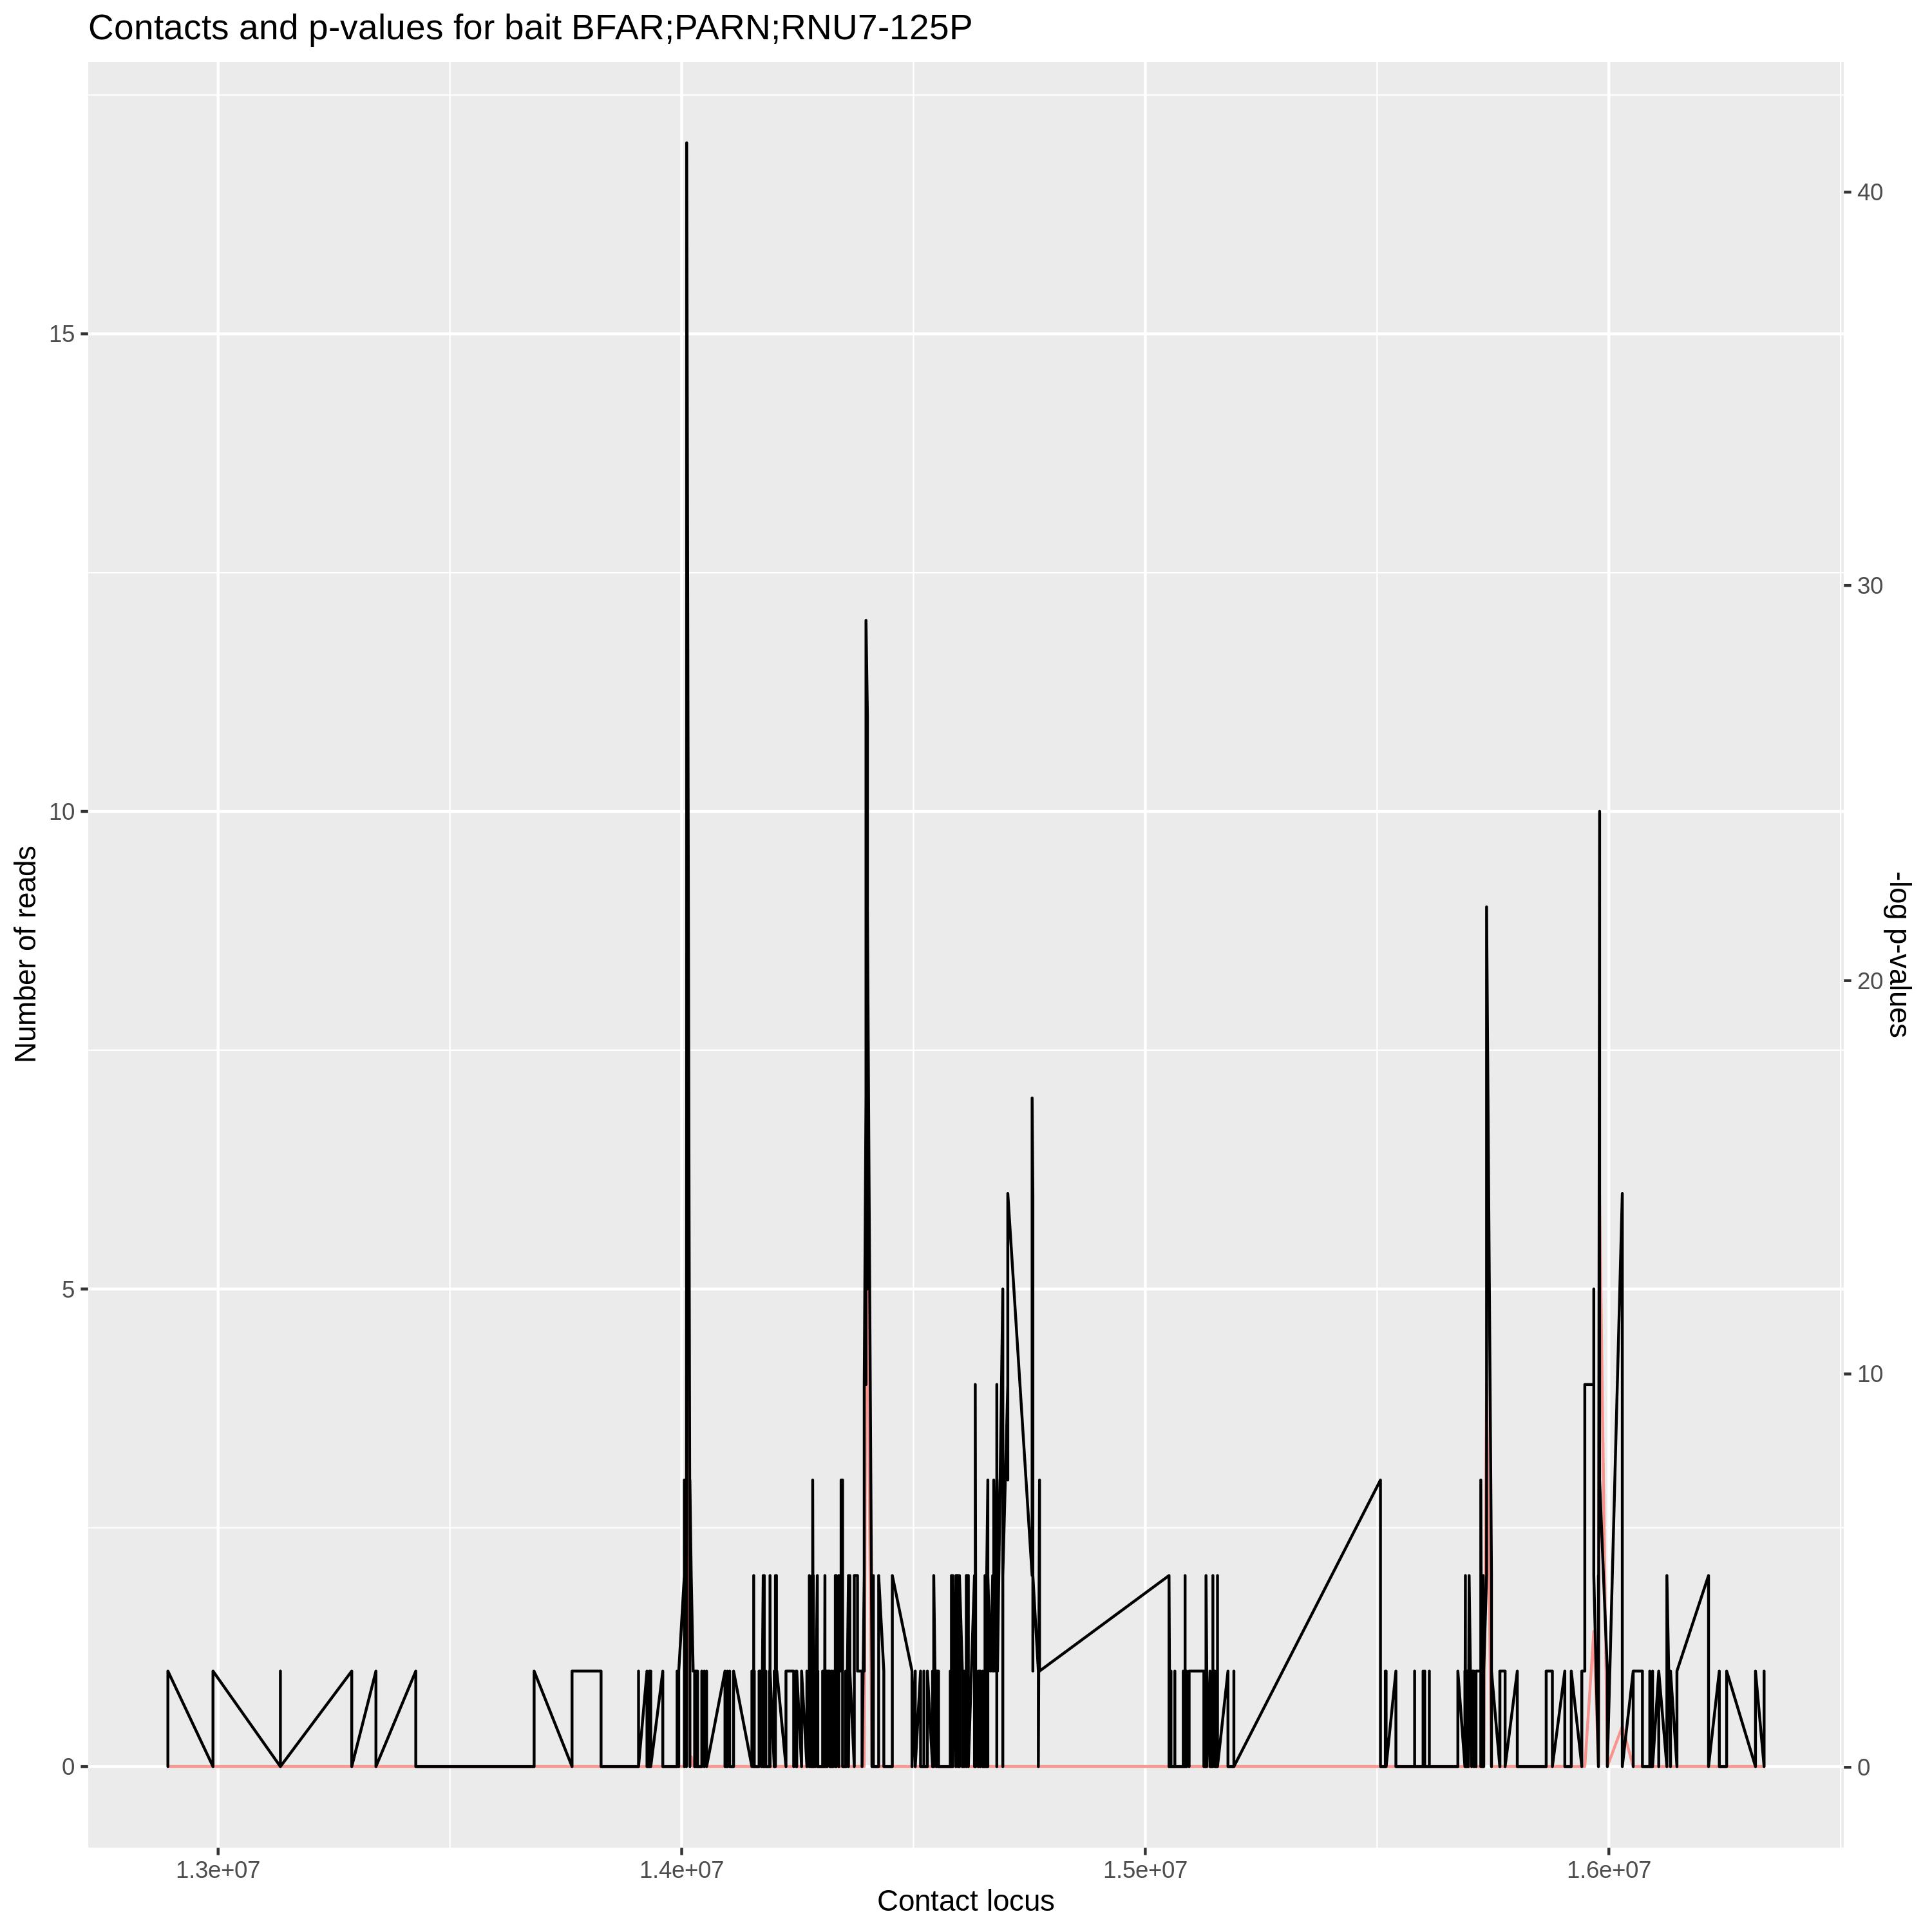 Contacts and p-values for bait BFAR;PARN;RNU7-125P
15
10
5
0
Number of reads
40
30
20
10
0
-log p-values
1.3e+07
1.4e+07
1.5e+07
1.6e+07
Contact locus